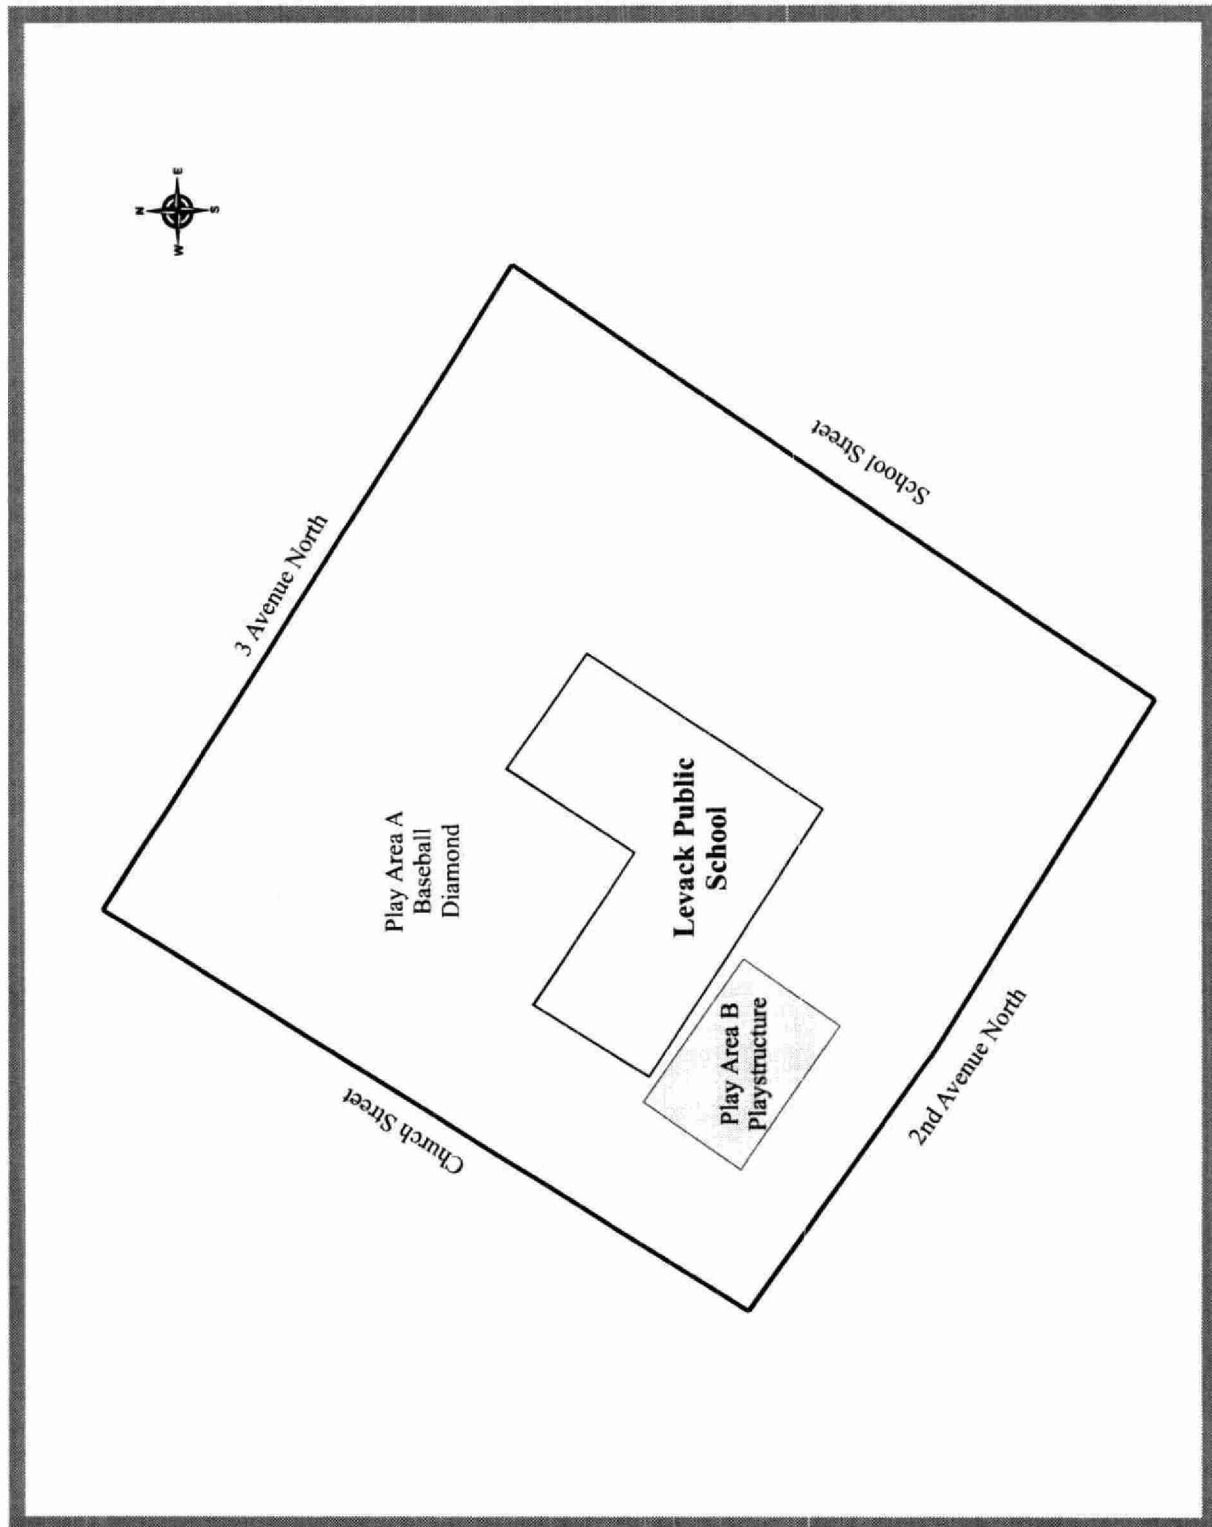 N
E
S
W
3 Avenue North
School Street
Play Area A
Baseball
Diamond
Levack Public
School
Play Area B
Playstructure
Church Street
2nd Avenue North